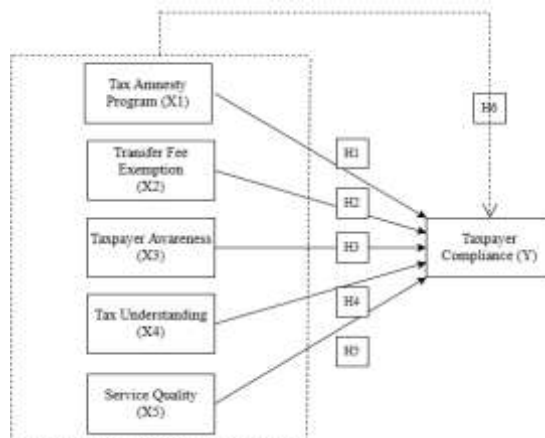 Tax Amnesty
Program (X1)
H6
Transfer Fee
Exemption
(X2)
H1
H2
Taxpayer Awareness
(X3)
H3
Taxpayer
Compliance (Y)
Tax Understanding
(X4)
H4
H5
Service Quality
(X5)